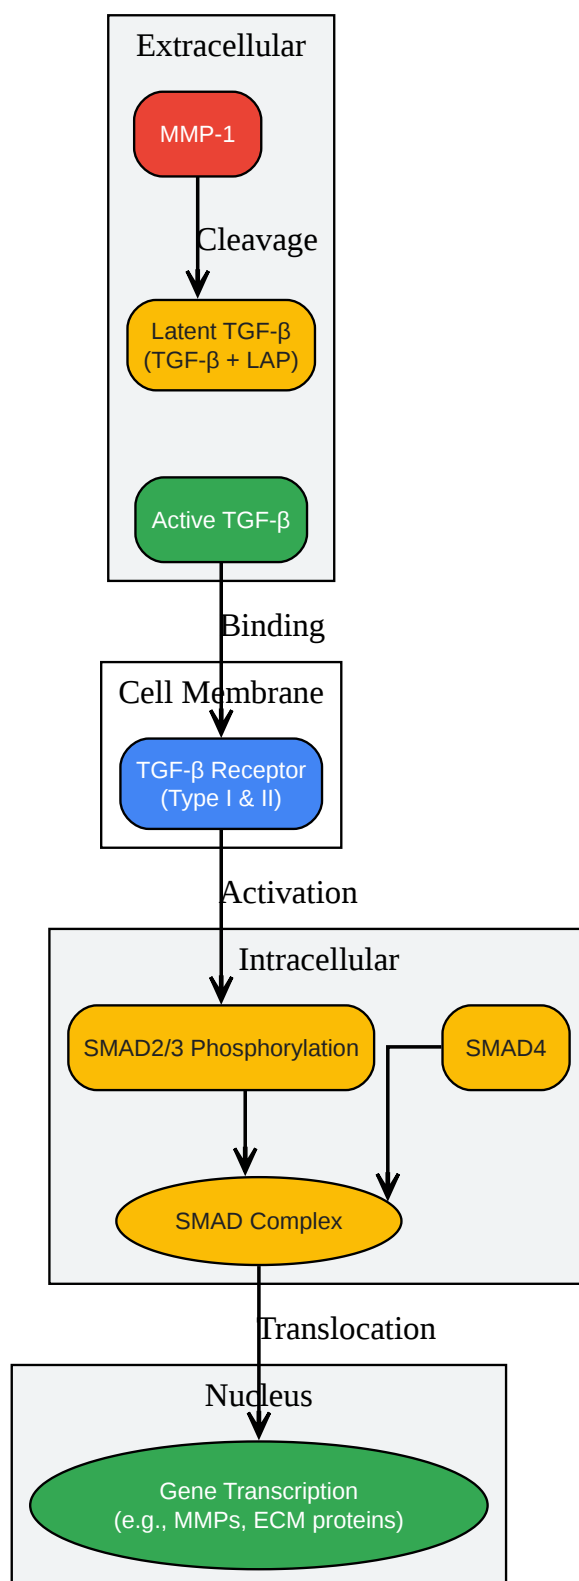 Extracellular
MMP-1
Cleavage
Latent TGF-β
(TGF-β + LAP)
Active TGF-β
Binding
Cell Membrane
TGF-β Receptor
(Type I & II)
Activation
Intracellular
SMAD2/3 Phosphorylation
SMAD4
SMAD Complex
Translocation
Nucleus
Gene Transcription
(e.g., MMPs, ECM proteins)